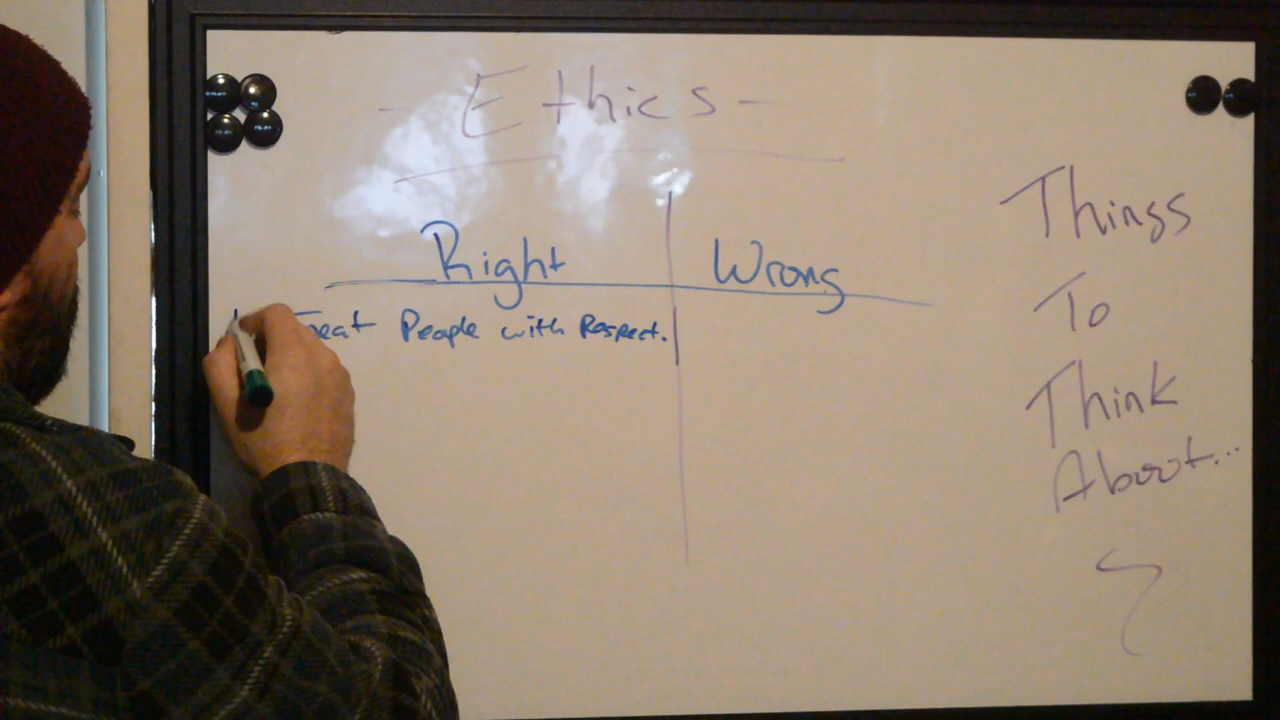 - Ethics -
Right
Wrong
Treat People with Respect.
Things
To
Think
About...